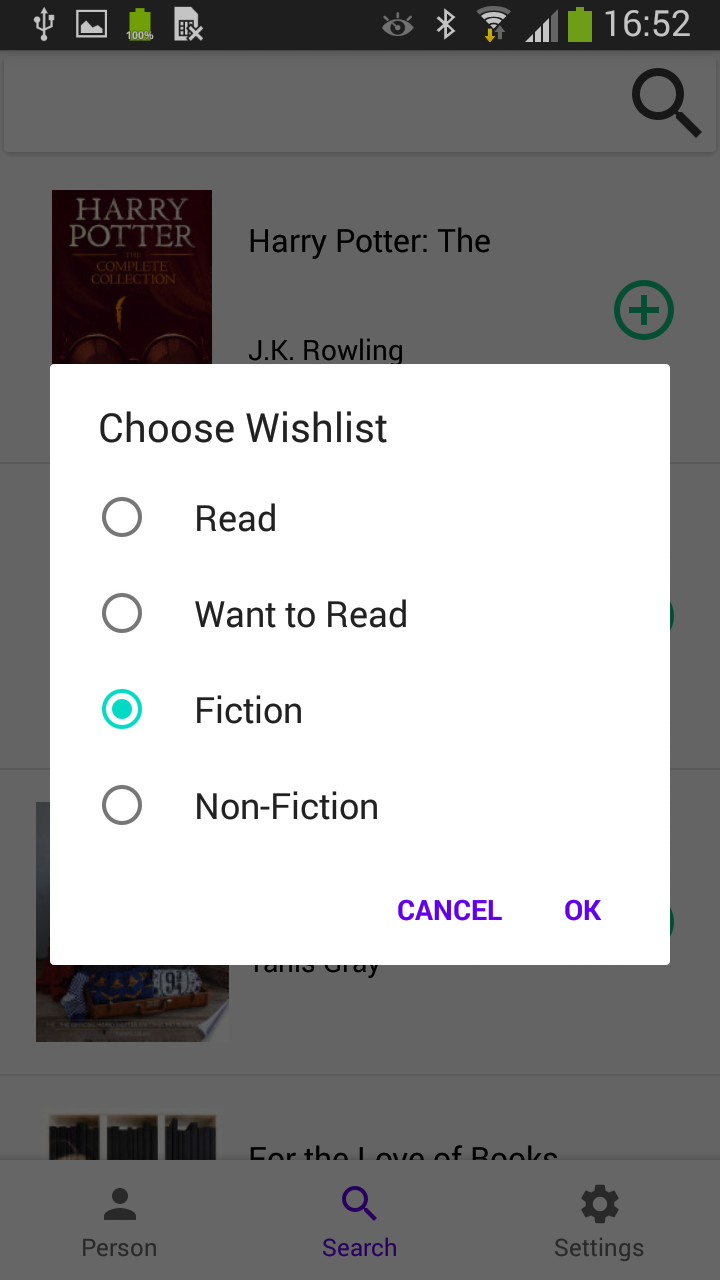 100%
16:52
HARRY
POTTER
THE
COMPLETE
COLLECTION
Harry Potter: The
J.K. Rowling
Choose Wishlist
Read
Want to Read
Fiction
Non-Fiction
CANCEL
OK
Tanis Gray
For the Love of Books
Person
Search
Settings